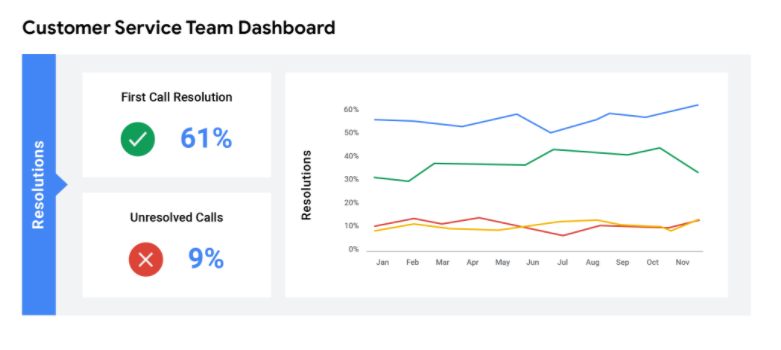 Customer Service Team Dashboard
Resolutions
First Call Resolution
61%
Unresolved Calls
9%
Resolutions
60%
50%
40%
30%
20%
10%
0%
Jan Feb Mar Apr May Jun Jul Aug Sep Oct Nov